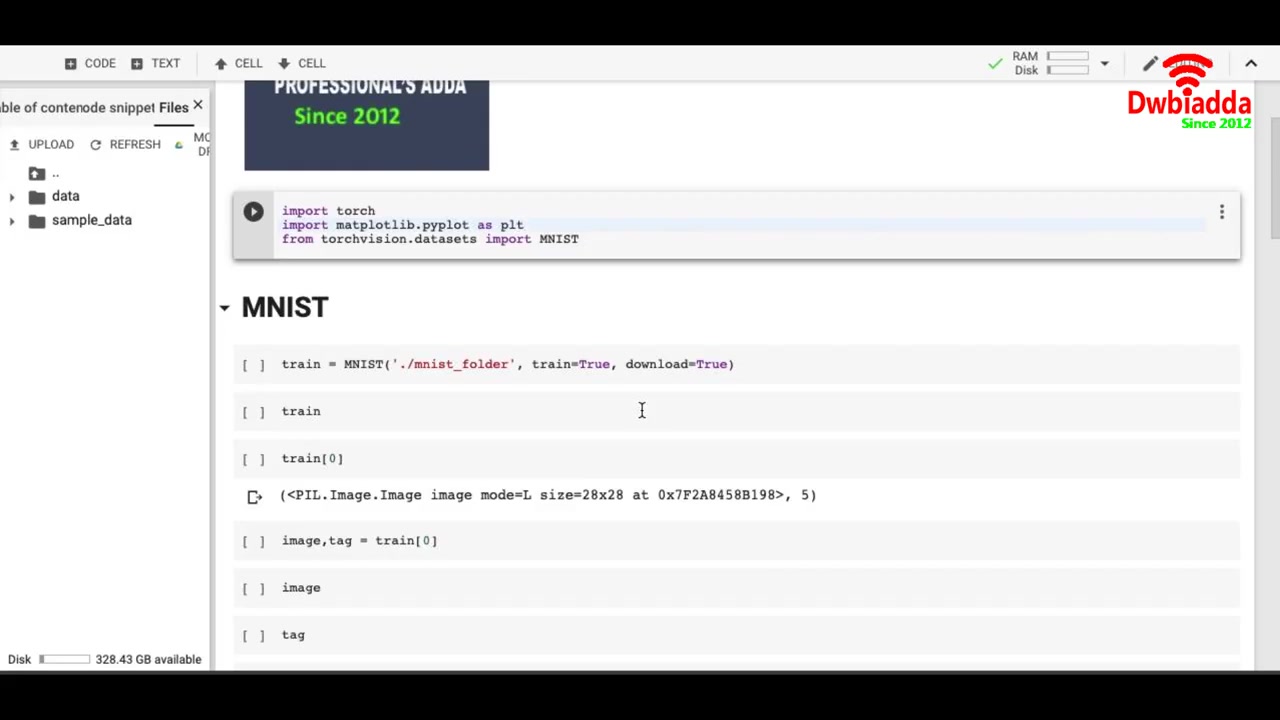 CODE TEXT CELL CELL
RAM
Disk
Dwbiadda
Since 2012
PROFESSIONAL'S ADDA
Since 2012
ble of contenode snippet Files
UPLOAD REFRESH
..
data
sample_data
import torch
import matplotlib.pyplot as plt
from torchvision.datasets import MNIST
MNIST
[ ] train = MNIST('./mnist_folder', train=True, download=True)
[ ] train
[ ] train[0]
(<PIL.Image.Image image mode=L size=28x28 at 0x7F2A8458B198>, 5)
[ ] image,tag = train[0]
[ ] image
[ ] tag
Disk 328.43 GB available